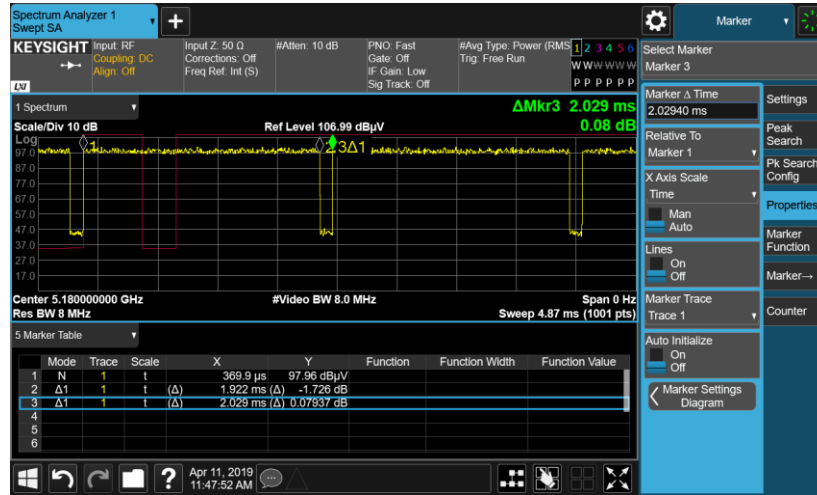 Spectrum Analyzer 1
Swept SA
Marker
KEYSIGHT
Input: RF
Coupling: DC
Align: Off
Input Z: 50 Ω
Corrections: Off
Freq Ref: Int (S)
#Atten: 10 dB
PNO: Fast
Gate: Off
IF Gain: Low
Sig Track: Off
#Avg Type: Power (RMS
Trig: Free Run
1 2 3 4 5 6
W W W W W W
P P P P P P
LXI
Select Marker
Marker 3
1 Spectrum
ΔMkr3 2.029 ms
0.08 dB
Scale/Div 10 dB
Ref Level 106.99 dBµV
Log
97.0
87.0
77.0
67.0
57.0
47.0
37.0
27.0
17.0
1
2 3Δ1
Center 5.180000000 GHz
Res BW 8 MHz
#Video BW 8.0 MHz
Span 0 Hz
Sweep 4.87 ms (1001 pts)
5 Marker Table
Mode Trace Scale X Y Function Function Width Function Value
1 N 1 t 369.9 µs 97.96 dBµV
2 Δ1 1 t (Δ) 1.922 ms (Δ) -1.726 dB
3 Δ1 1 t (Δ) 2.029 ms (Δ) 0.07937 dB
4
5
6
Marker Δ Time
2.02940 ms
Relative To
Marker 1
X Axis Scale
Time
Man
Auto
Lines
On
Off
Marker Trace
Trace 1
Auto Initialize
On
Off
Marker Settings
Diagram
Settings
Peak
Search
Pk Search
Config
Properties
Marker
Function
Marker→
Counter
?
Apr 11, 2019
11:47:52 AM